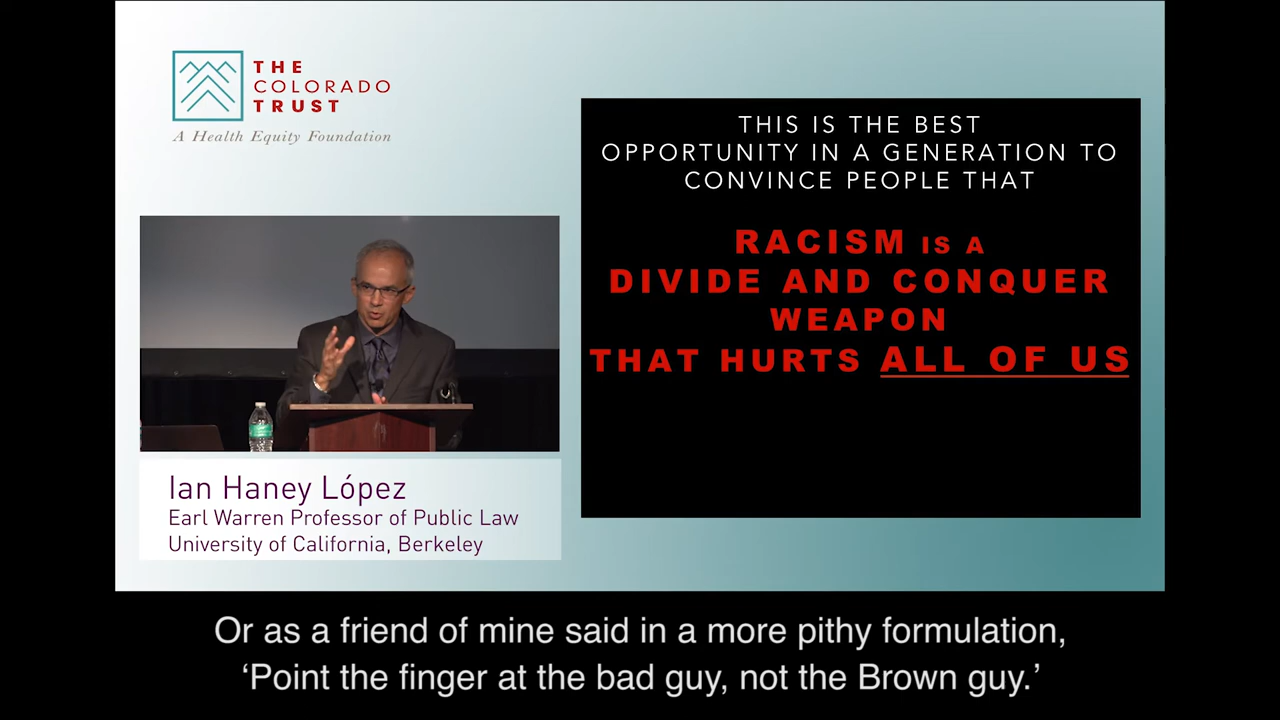 THE
COLORADO
TRUST
A Health Equity Foundation
THIS IS THE BEST
OPPORTUNITY IN A GENERATION TO
CONVINCE PEOPLE THAT
RACISM IS A
DIVIDE AND CONQUER
WEAPON
THAT HURTS ALL OF US
Ian Haney López
Earl Warren Professor of Public Law
University of California, Berkeley
Or as a friend of mine said in a more pithy formulation,
‘Point the finger at the bad guy, not the Brown guy.’